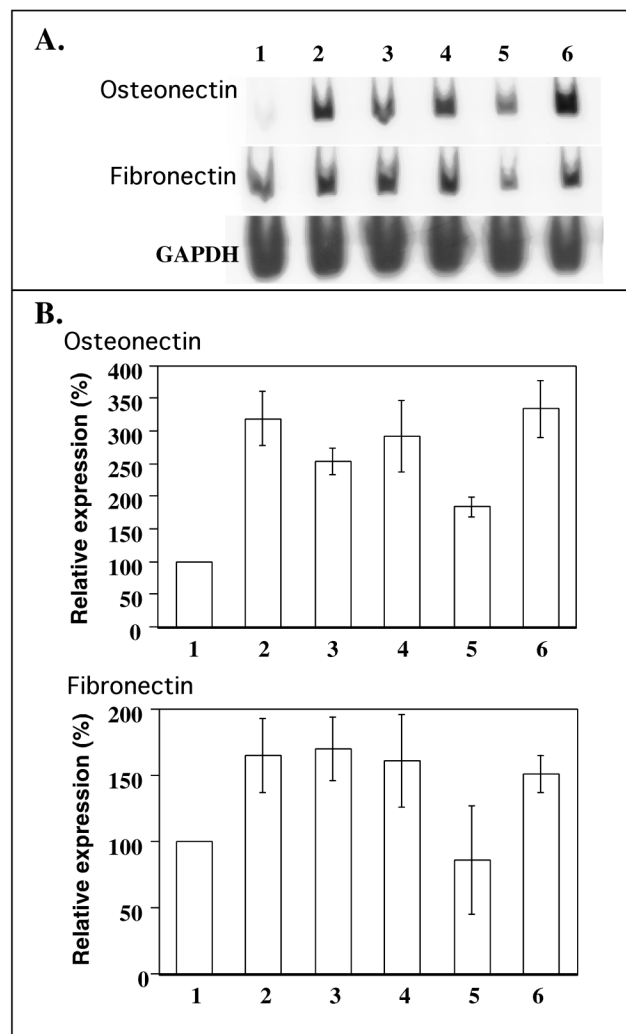 A.
1 2 3 4 5 6
Osteonectin
Fibronectin
GAPDH
B.
Osteonectin
Relative expression (%)
400
350
300
250
200
150
100
50
0
1 2 3 4 5 6
Fibronectin
Relative expression (%)
200
150
100
50
0
1 2 3 4 5 6